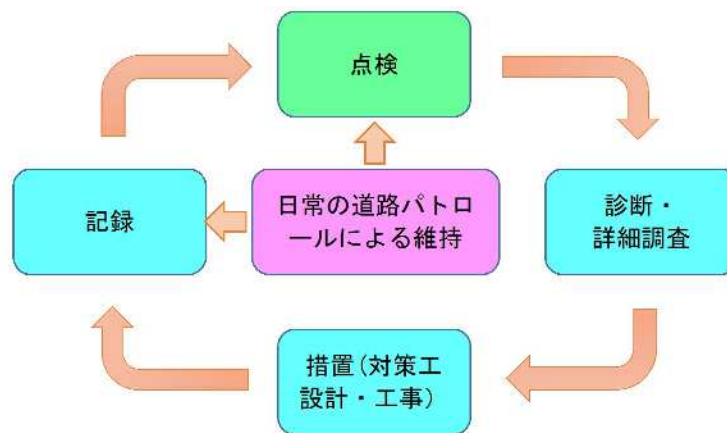 点検
記録
日常の道路パトロ
ールによる維持
診断・
詳細調査
措置(対策工
設計・工事)